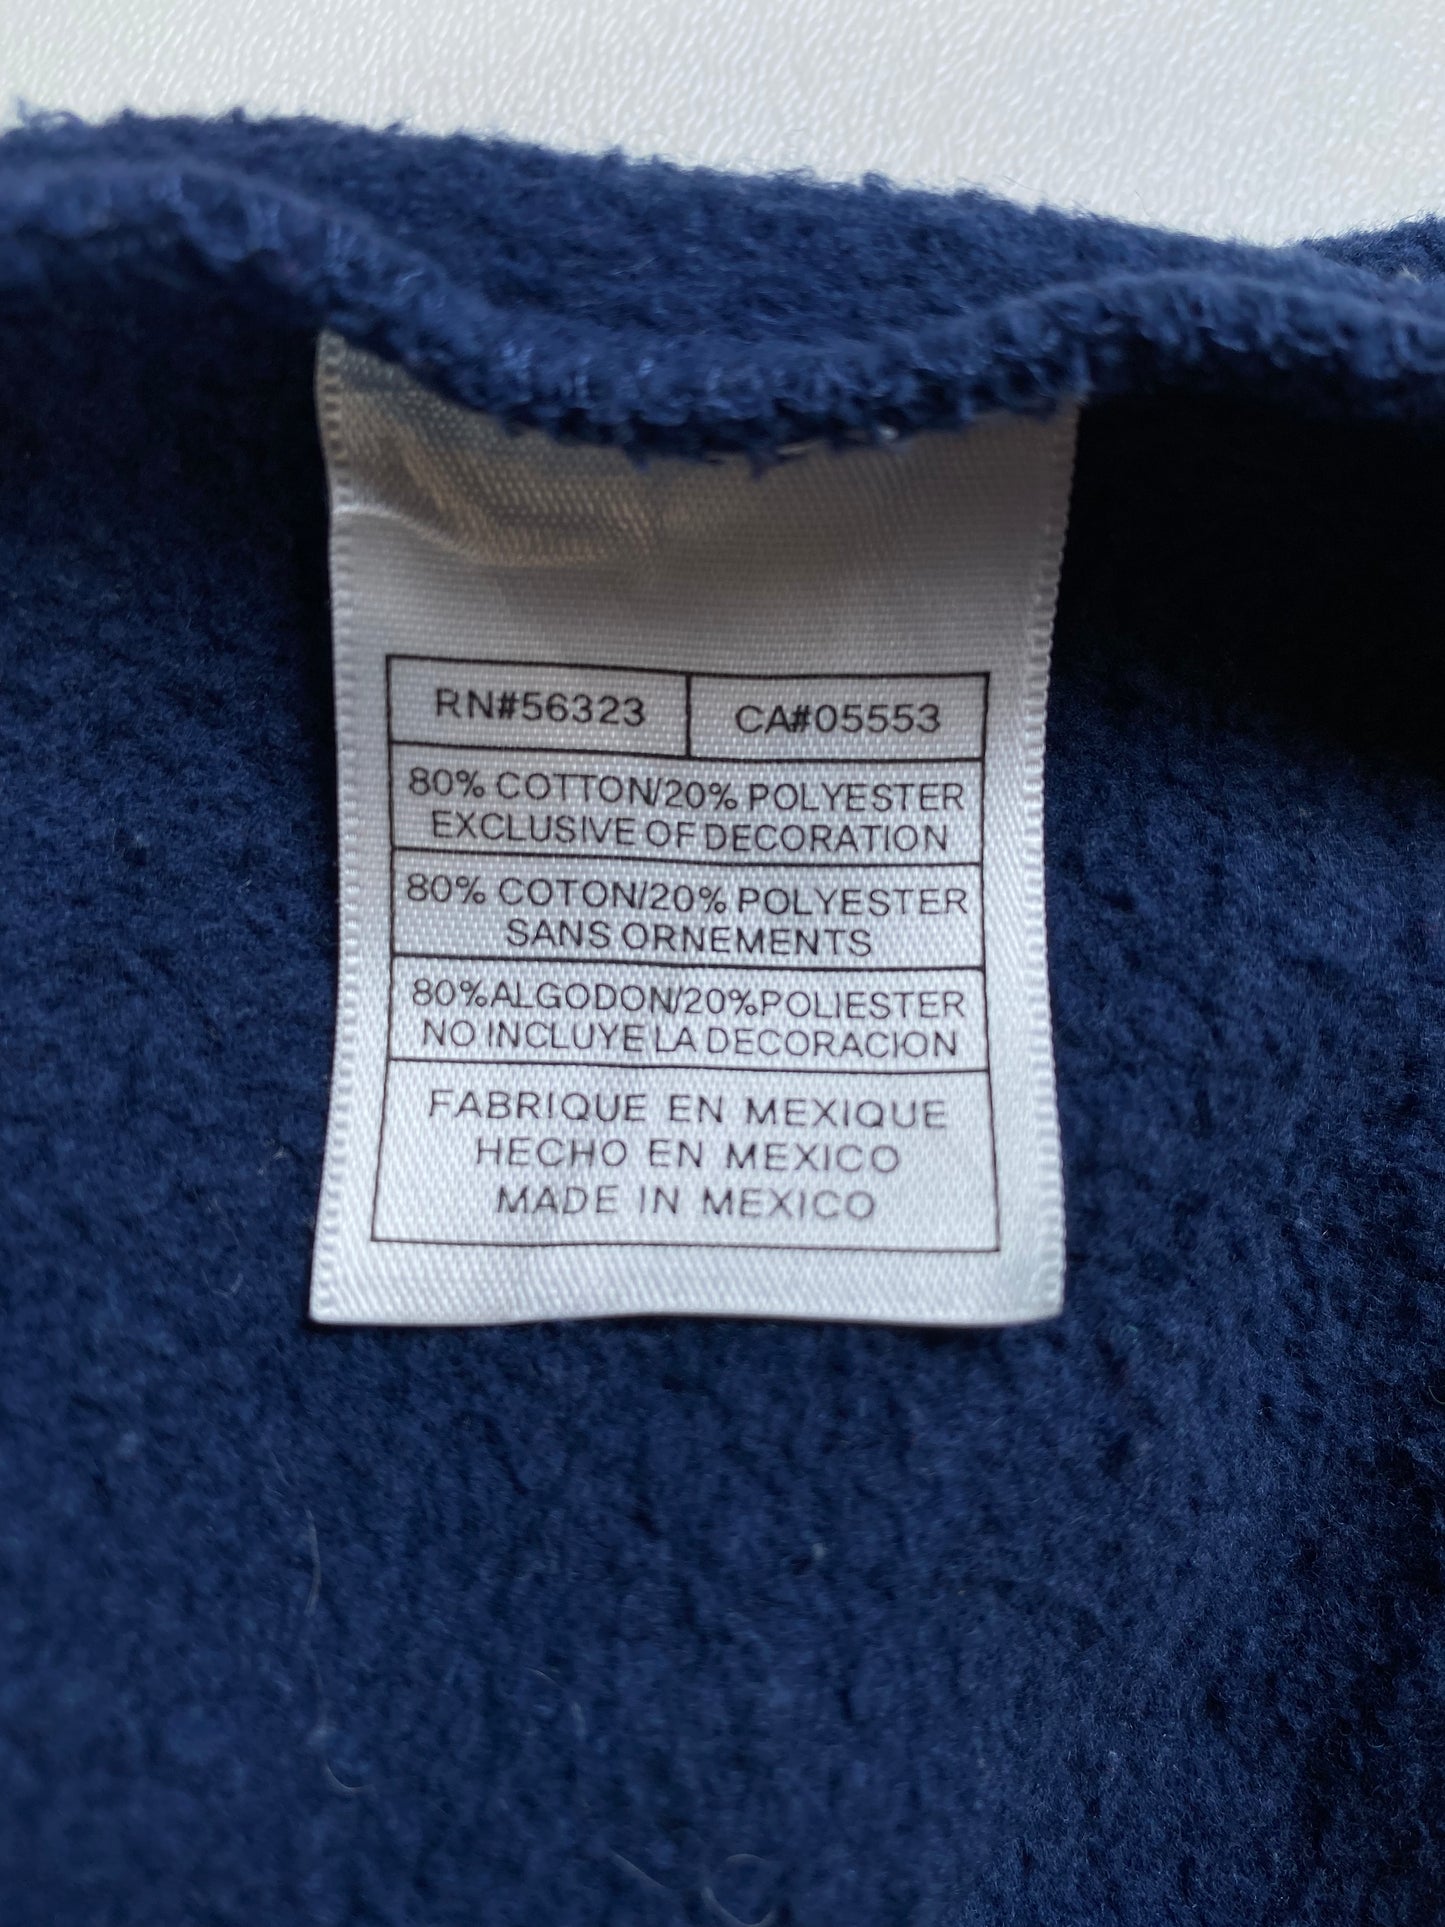 RN#56323 CA#05553
80% COTTON/20% POLYESTER
EXCLUSIVE OF DECORATION
80% COTON/20% POLYESTER
SANS ORNEMENTS
80%ALGODON/20%POLIESTER
NO INCLUYE LA DECORACION
FABRIQUE EN MEXIQUE
HECHO EN MEXICO
MADE IN MEXICO